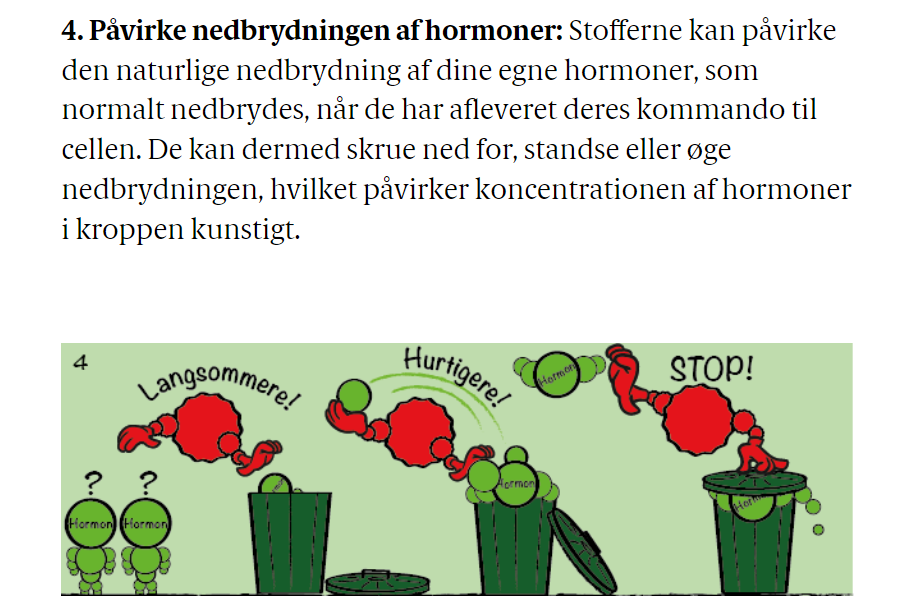 4. Påvirke nedbrydningen af hormoner: Stofferne kan påvirke
den naturlige nedbrydning af dine egne hormoner, som
normalt nedbrydes, når de har afleveret deres kommando til
cellen. De kan dermed skrue ned for, standse eller øge
nedbrydningen, hvilket påvirker koncentrationen af hormoner
i kroppen kunstigt.
4
Langsommere!
Hurtigere!
Hormon
STOP!
? ?
Hormon Hormon
Hormon